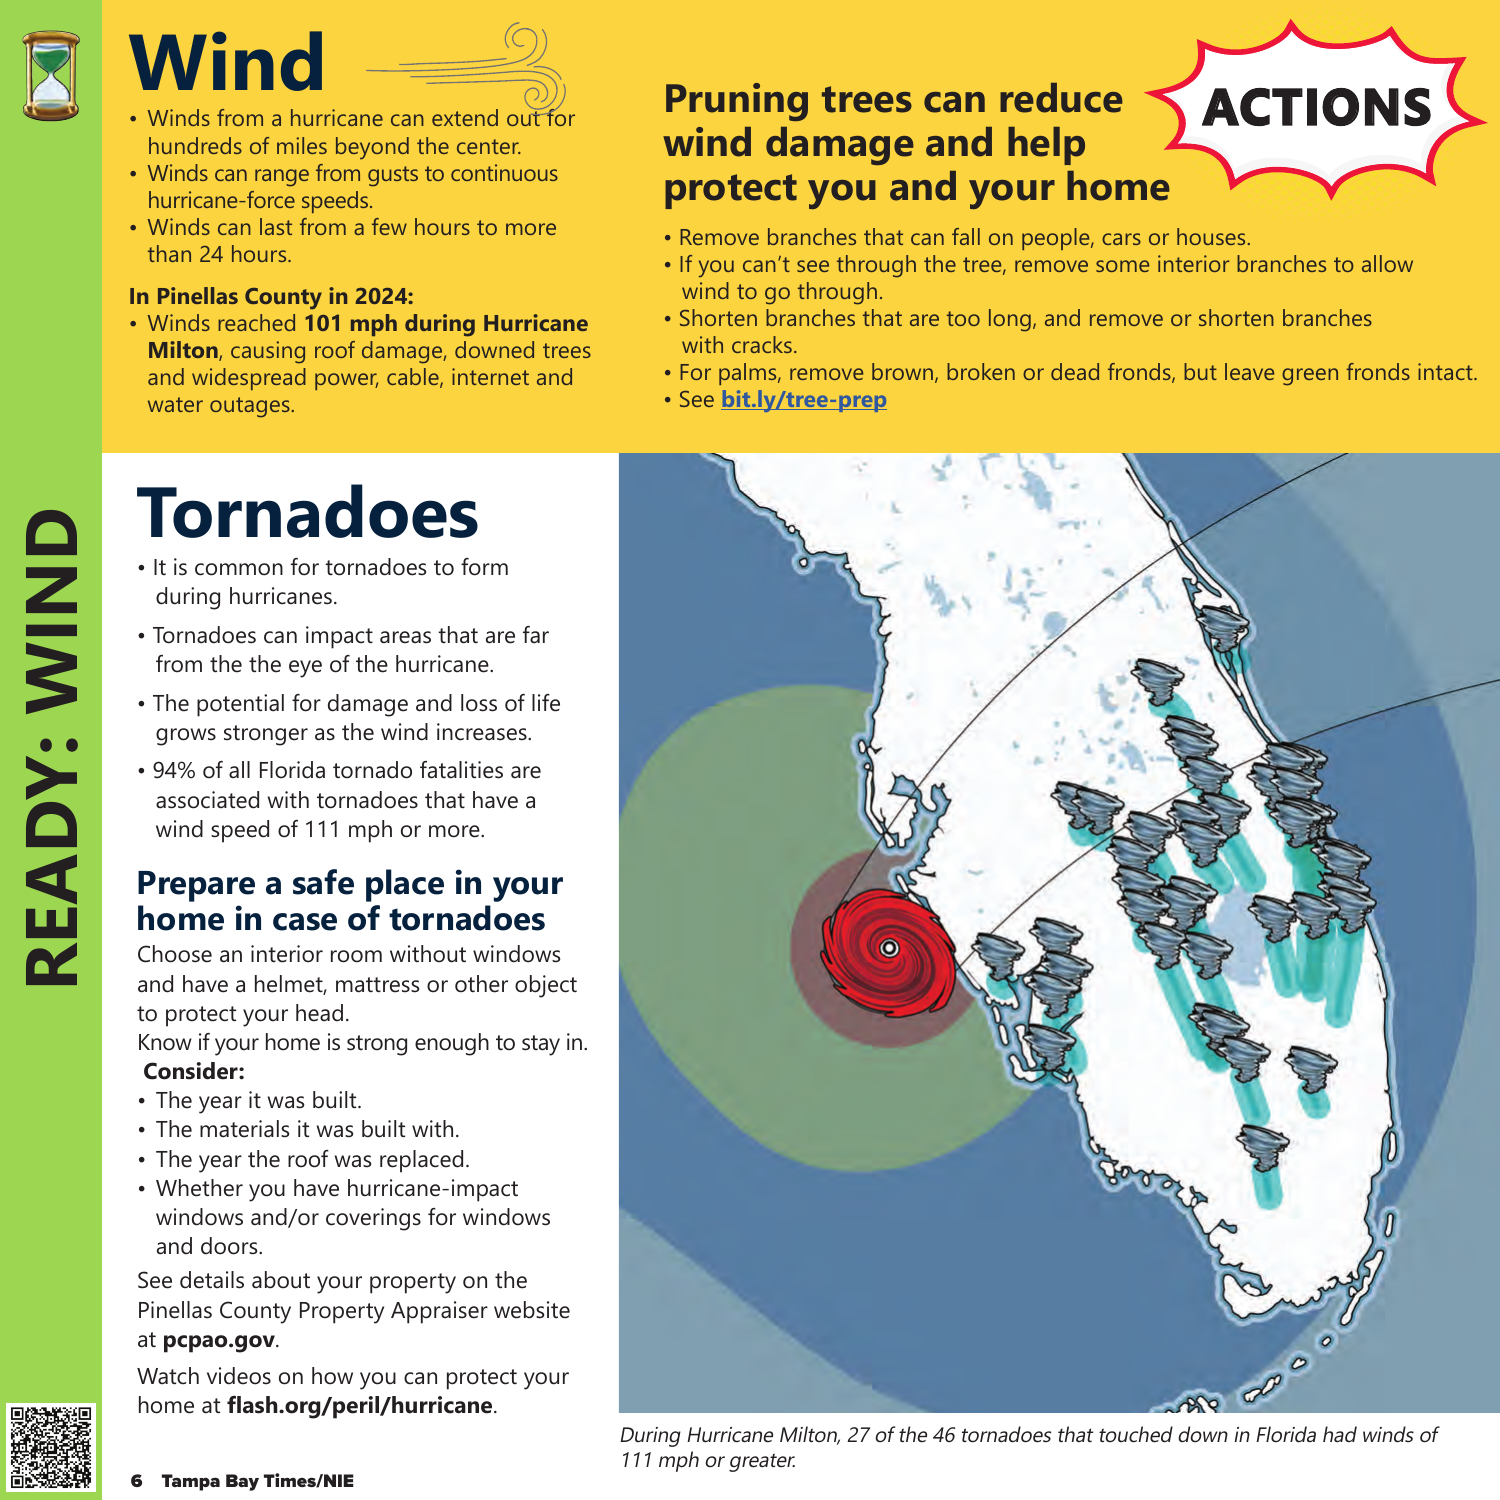 READY: WIND
Wind
• Winds from a hurricane can extend out for
hundreds of miles beyond the center.
• Winds can range from gusts to continuous
hurricane-force speeds.
• Winds can last from a few hours to more
than 24 hours.
In Pinellas County in 2024:
• Winds reached 101 mph during Hurricane
Milton, causing roof damage, downed trees
and widespread power, cable, internet and
water outages.
ACTIONS
Pruning trees can reduce
wind damage and help
protect you and your home
• Remove branches that can fall on people, cars or houses.
• If you can't see through the tree, remove some interior branches to allow
wind to go through.
• Shorten branches that are too long, and remove or shorten branches
with cracks.
• For palms, remove brown, broken or dead fronds, but leave green fronds intact.
• See bit.ly/tree-prep
Tornadoes
• It is common for tornadoes to form
during hurricanes.
• Tornadoes can impact areas that are far
from the the eye of the hurricane.
• The potential for damage and loss of life
grows stronger as the wind increases.
• 94% of all Florida tornado fatalities are
associated with tornadoes that have a
wind speed of 111 mph or more.
Prepare a safe place in your
home in case of tornadoes
Choose an interior room without windows
and have a helmet, mattress or other object
to protect your head.
Know if your home is strong enough to stay in.
Consider:
• The year it was built.
• The materials it was built with.
• The year the roof was replaced.
• Whether you have hurricane-impact
windows and/or coverings for windows
and doors.
See details about your property on the
Pinellas County Property Appraiser website
at pcpao.gov.
Watch videos on how you can protect your
home at flash.org/peril/hurricane.
During Hurricane Milton, 27 of the 46 tornadoes that touched down in Florida had winds of
111 mph or greater.
6 Tampa Bay Times/NIE